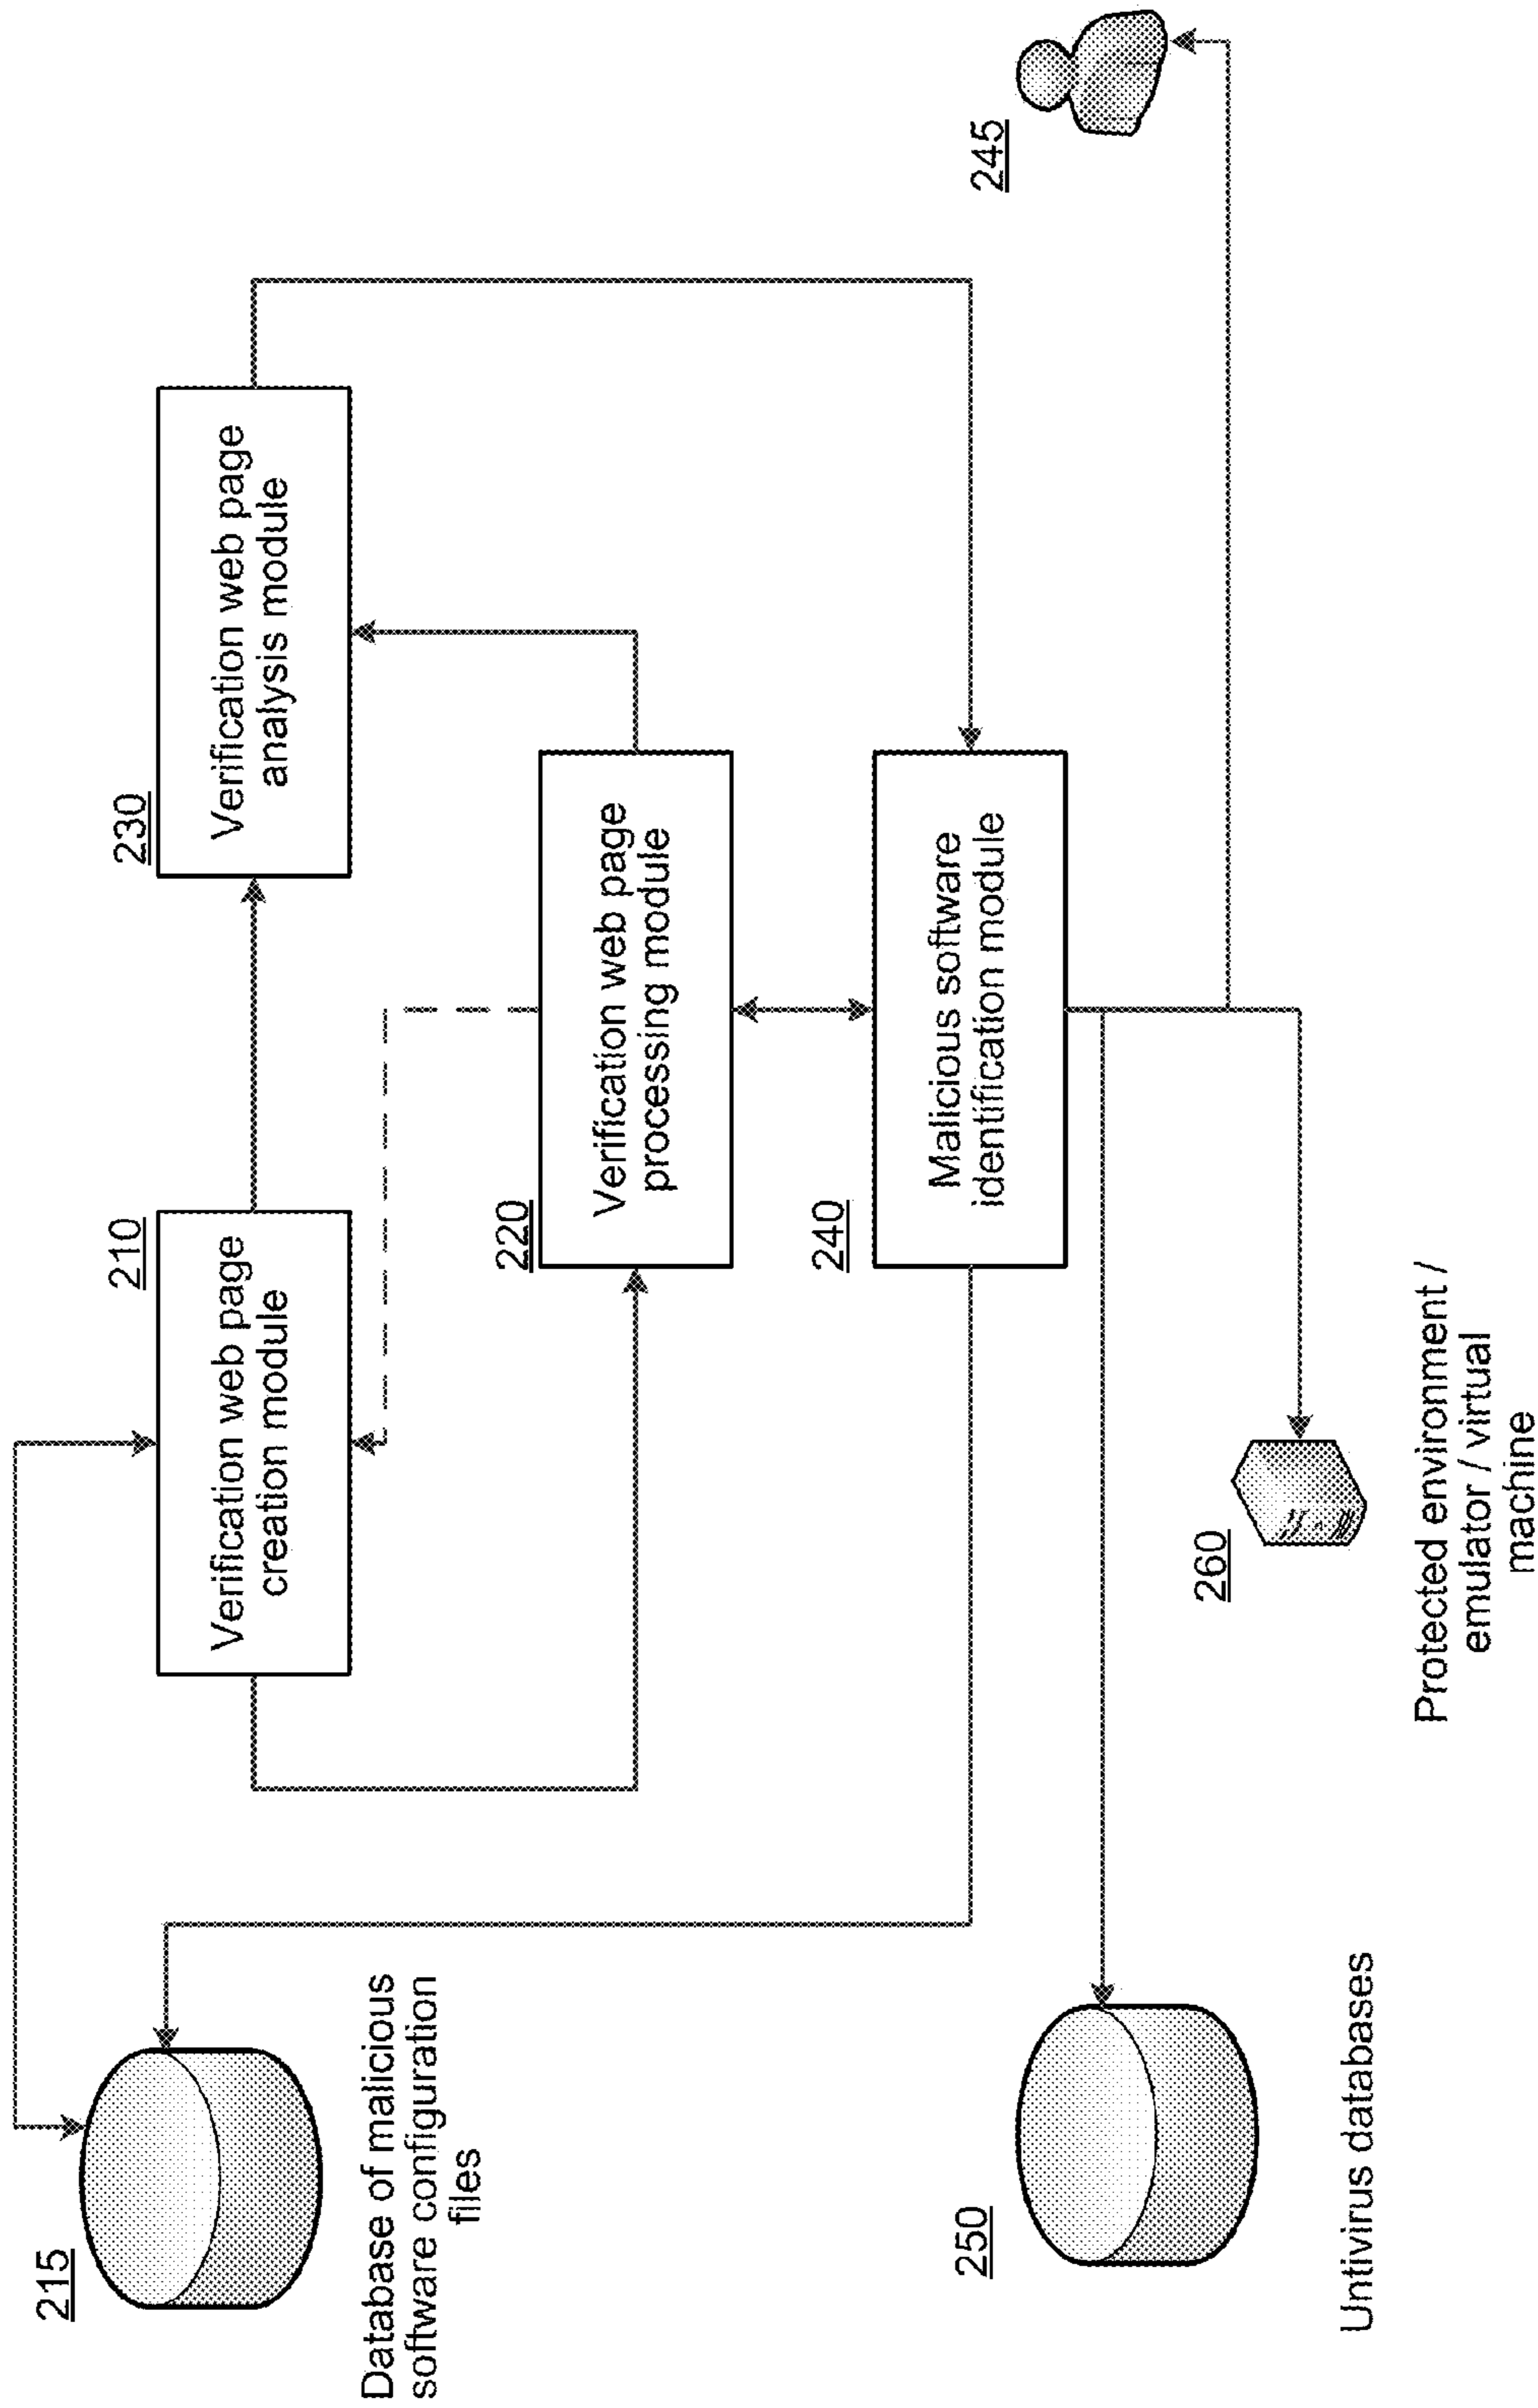 215
Database of malicious
software configuration
files
210
Verification web page
creation module
230
Verification web page
analysis module
220
Verification web page
processing module
240
Malicious software
identification module
245
250
Untivirus databases
260
Protected environment /
emulator / virtual
machine